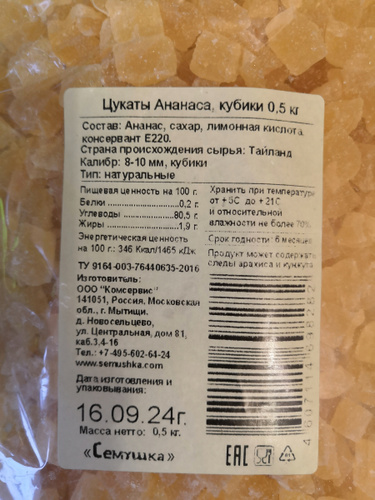 Цукаты Ананаса, кубики 0,5 кг
Состав: Ананас, сахар, лимонная кислота,
консервант Е220.
Страна происхождения сырья: Тайланд
Калибр: 8-10 мм, кубики
Тип: натуральные
Пищевая ценность на 100 г.
Белки 0,2 г.
Углеводы 80,5 г
Жиры 1,9 г.
Энергетическая ценность
на 100 г.: 346 Ккал/1465 кДж
ТУ 9164-003-76440635-2016
Изготовитель:
ООО "Комсервис"
141051, Россия, Московская
обл., г. Мытищи,
д. Новосельцево,
ул. Центральная, дом 81,
каб.3,4-16
Тел.: +7-495-602-64-24
www.semushka.com
Дата изготовления и
упаковывания:
16.09.24г.
Масса нетто: 0,5 кг.
«Семушка»
Хранить при температуре
от +5С до +21С
и относительной
влажности не более 70%
Срок годности: 6 месяцев
Продукт может содержать
следы арахиса и кунжута
EAC